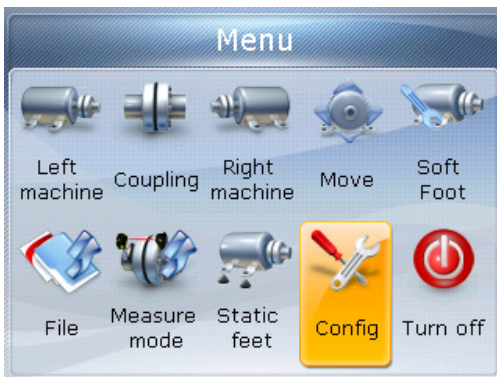 Menu
Left machine
Coupling
Right machine
Move
Soft Foot
File
Measure mode
Static feet
Config
Turn off